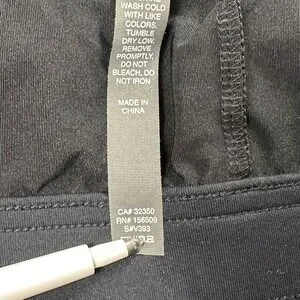 WASH COLD
WITH LIKE
COLORS.
TUMBLE
DRY LOW.
REMOVE
PROMPTLY.
DO NOT
BLEACH, DO
NOT IRON
MADE IN
CHINA
CA# 32350
RN# 156509
S#V393